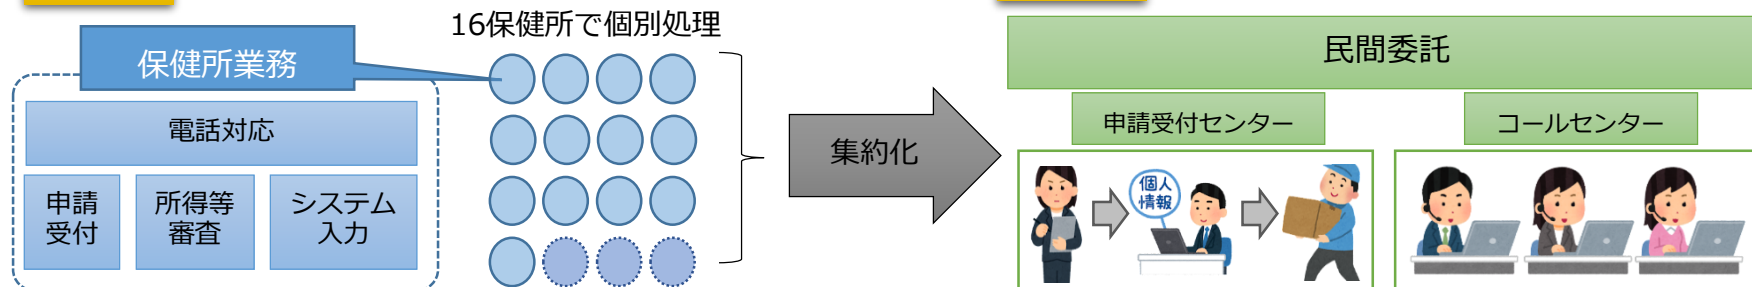 16保健所で個別処理
保健所業務
電話対応
申請
受付
所得等
審査
システム
入力
集約化
民間委託
申請受付センター
コールセンター
個人
情報